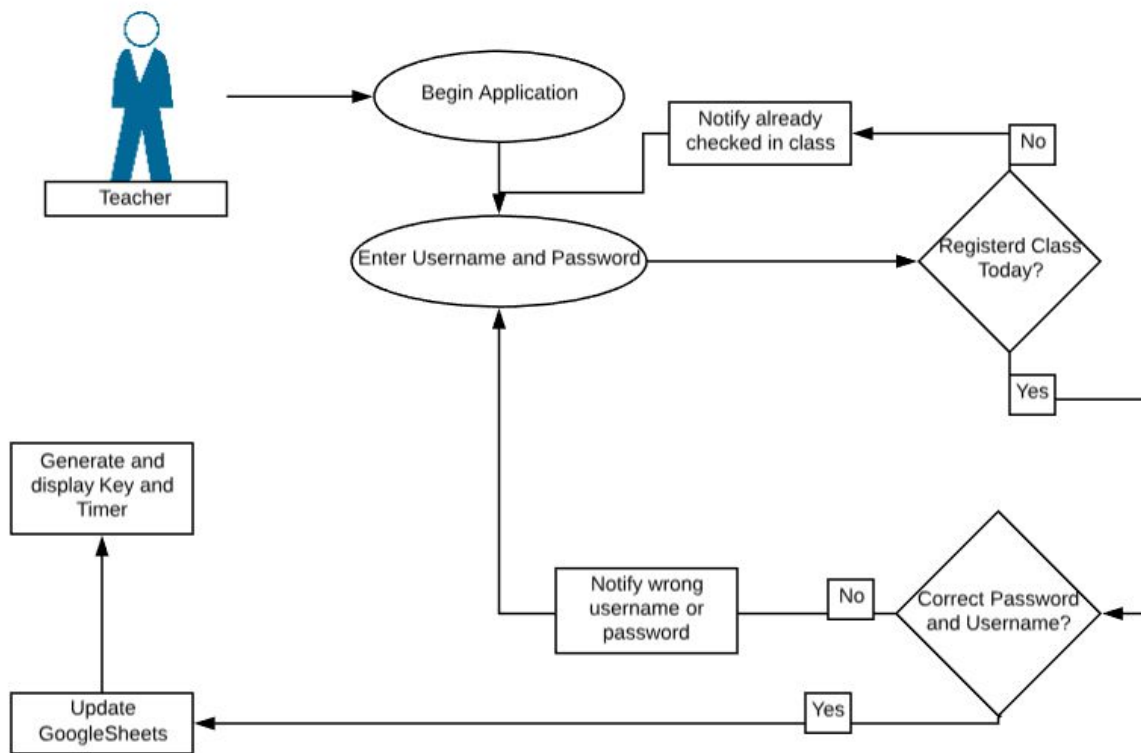 Begin Application
Notify already
checked in class
No
Teacher
Enter Username and Password
Registerd Class
Today?
Yes
Generate and
display Key and
Timer
Notify wrong
username or
password
No
Correct Password
and Username?
Update
GoogleSheets
Yes